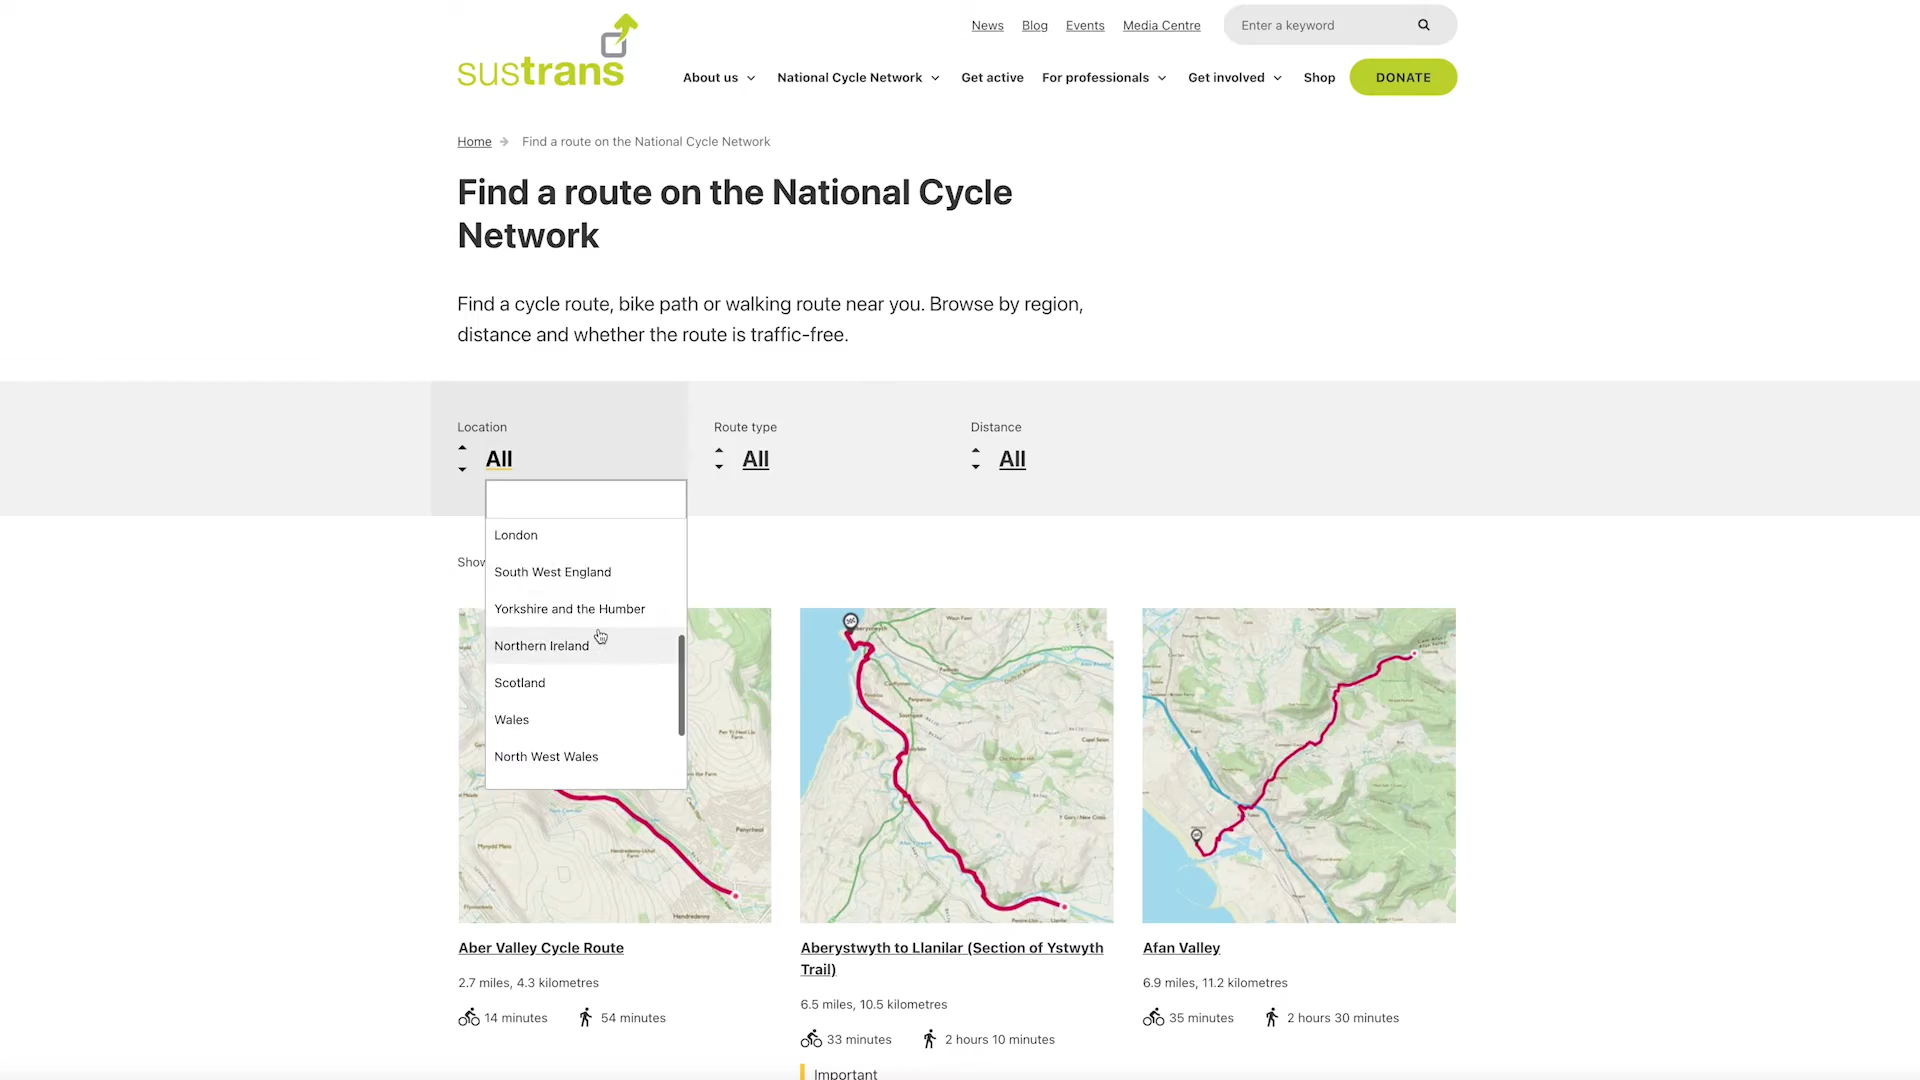 News Blog Events Media Centre Enter a keyword
sustrans
About us National Cycle Network Get active For professionals Get involved Shop DONATE
Home Find a route on the National Cycle Network
Find a route on the National Cycle
Network
Find a cycle route, bike path or walking route near you. Browse by region,
distance and whether the route is traffic-free.
Location Route type Distance
All All All
London
Show
South West England
Yorkshire and the Humber
Northern Ireland
Scotland
Wales
North West Wales
Penyrheol
Hendredenny
Llanilar
Aber Valley Cycle Route
2.7 miles, 4.3 kilometres
14 minutes 54 minutes
Aberystwyth to Llanilar (Section of Ystwyth
Trail)
6.5 miles, 10.5 kilometres
33 minutes 2 hours 10 minutes
Important
Afan Valley
6.9 miles, 11.2 kilometres
35 minutes 2 hours 30 minutes